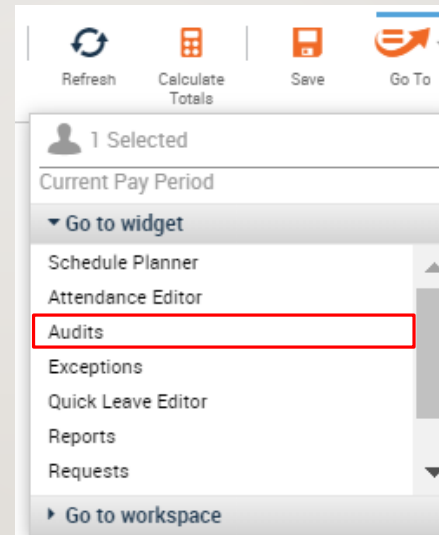 Refresh
Calculate
Totals
Save
Go To
1 Selected
Current Pay Period
Go to widget
Schedule Planner
Attendance Editor
Audits
Exceptions
Quick Leave Editor
Reports
Requests
Go to workspace